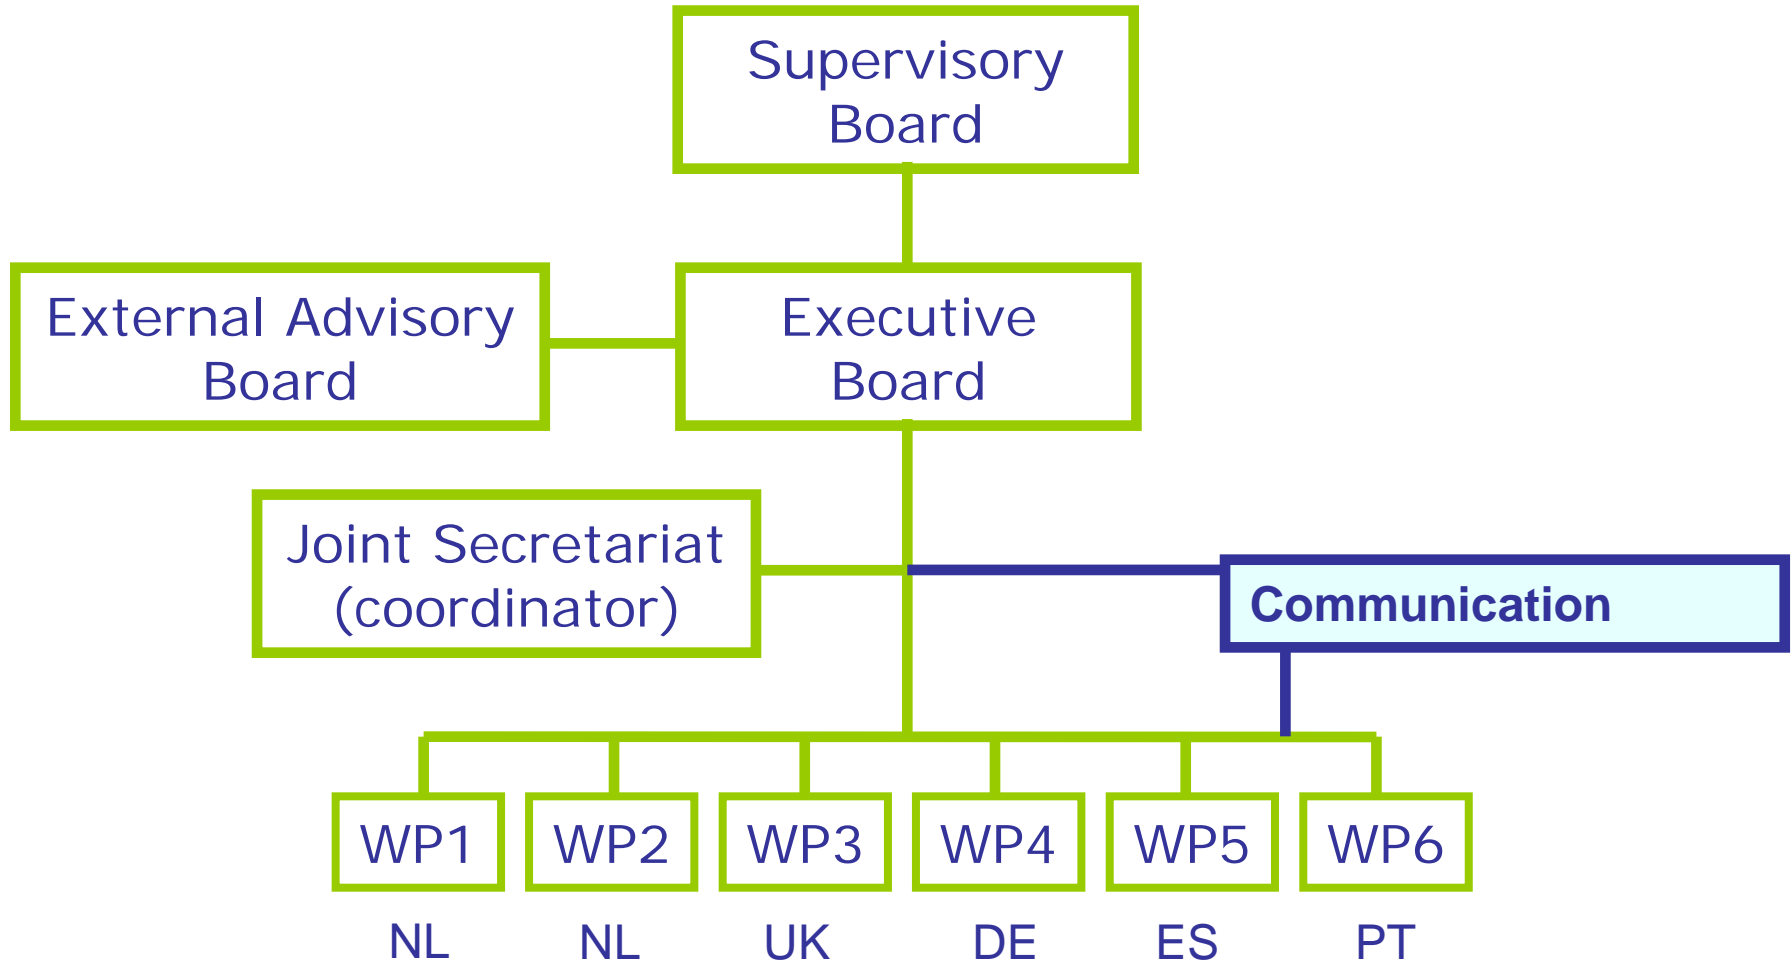 Supervisory
Board
External Advisory
Board
Executive
Board
Joint Secretariat
(coordinator)
Communication
WP1
WP2
WP3
WP4
WP5
WP6
NL
NL
UK
DE
ES
PT